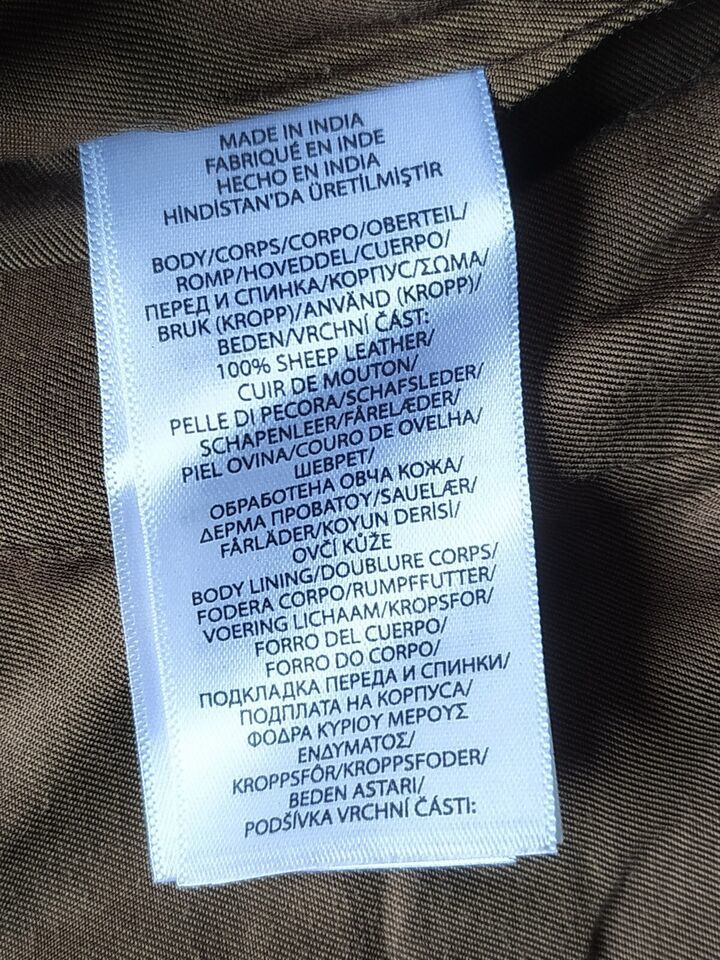 MADE IN INDIA
FABRIQUÉ EN INDE
HECHO EN INDIA
HİNDİSTAN'DA ÜRETİLMİŞTİR
BODY/CORPS/CORPO/OBERTEIL/
ROMP/HOVEDDEL/CUERPO/
ПЕРЕД И СПИНКА/КОРПУС/ΣΩΜΑ/
BRUK (KROPP)/ANVÄND (KROPP)/
BEDEN/VRCHNÍ ČÁST:
100% SHEEP LEATHER/
CUIR DE MOUTON/
PELLE DI PECORA/SCHAFSLEDER/
SCHAPENLEER/FÅRELÆDER/
PIEL OVINA/COURO DE OVELHA/
ШЕВРЕТ/
ОБРАБОТЕНА ОВЧА КОЖА/
ΔΕΡΜΑ ΠΡΟΒΑΤΟΥ/SAUELÆR/
FÅRLÄDER/KOYUN DERİSİ/
OVČÍ KŮŽE
BODY LINING/DOUBLURE CORPS/
FODERA CORPO/RUMPFFUTTER/
VOERING LICHAAM/KROPSFOR/
FORRO DEL CUERPO/
FORRO DO CORPO/
ПОДКЛАДКА ПЕРЕДА И СПИНКИ/
ПОДПЛАТА НА КОРПУСА/
ΦΟΔΡΑ ΚΥΡΙΟΥ ΜΕΡΟΥΣ
ΕΝΔΥΜΑΤΟΣ/
KROPPSFÔR/KROPPSFODER/
BEDEN ASTARI/
PODŠÍVKA VRCHNÍ ČÁSTI: